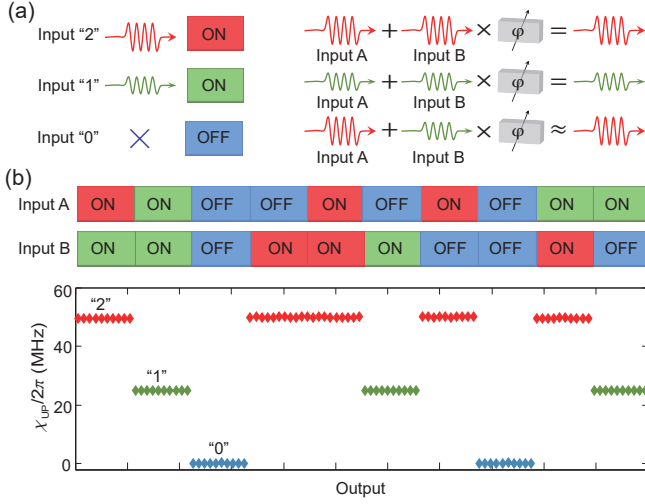 (a)
Input “2” ON
Input “1” ON
Input “0” × OFF
+ × φ =
Input A Input B
+ × φ =
Input A Input B
+ × φ ≈
Input A Input B
(b)
Input A ON ON OFF OFF ON OFF ON OFF ON ON
Input B ON ON OFF ON ON ON OFF OFF ON OFF
60
40
20
0
χUP/2π (MHz)
“2”
“1”
“0”
Output